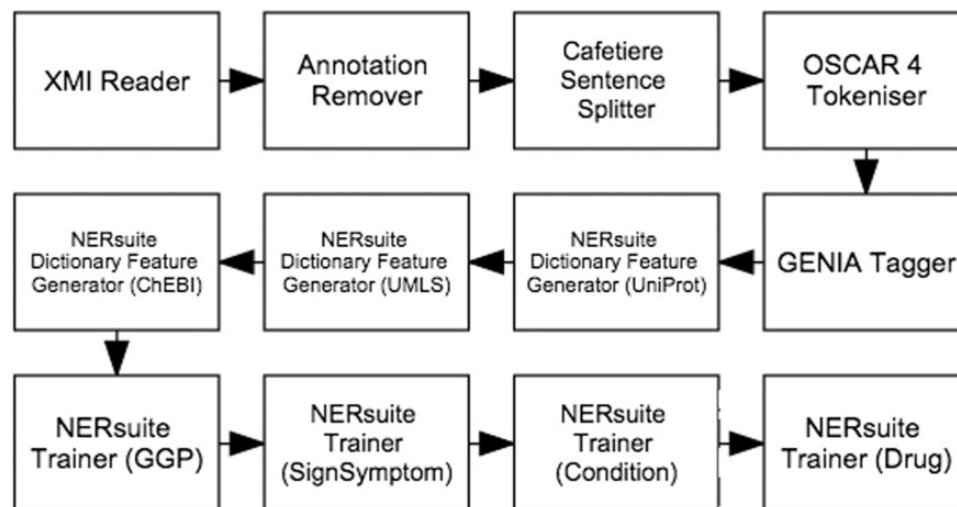 XMI Reader
Annotation
Remover
Cafetiere
Sentence
Splitter
OSCAR 4
Tokeniser
NERsuite
Dictionary Feature
Generator (ChEBI)
NERsuite
Dictionary Feature
Generator (UMLS)
NERsuite
Dictionary Feature
Generator (UniProt)
GENIA Tagger
NERsuite
Trainer (GGP)
NERsuite
Trainer
(SignSymptom)
NERsuite
Trainer
(Condition)
NERsuite
Trainer (Drug)